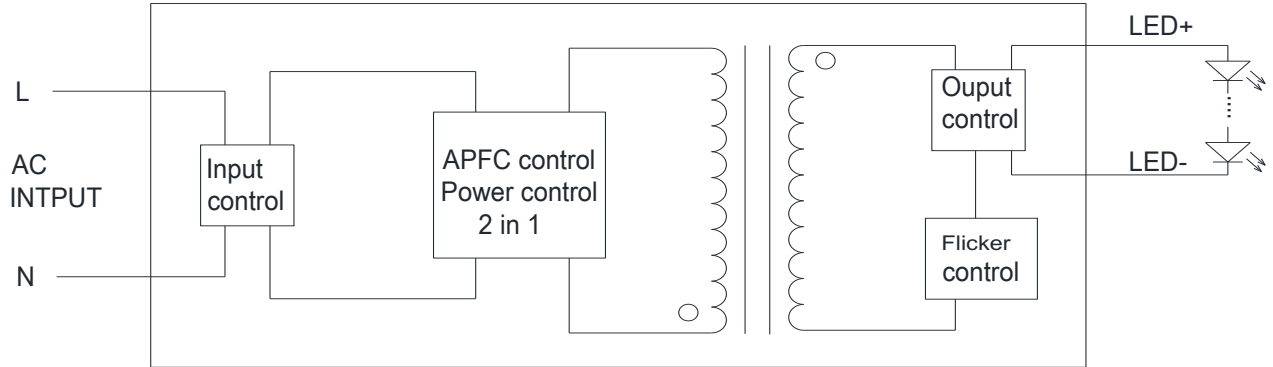 L
AC
INTPUT
N
Input
control
APFC control
Power control
2 in 1
Ouput
control
Flicker
control
LED+
LED-